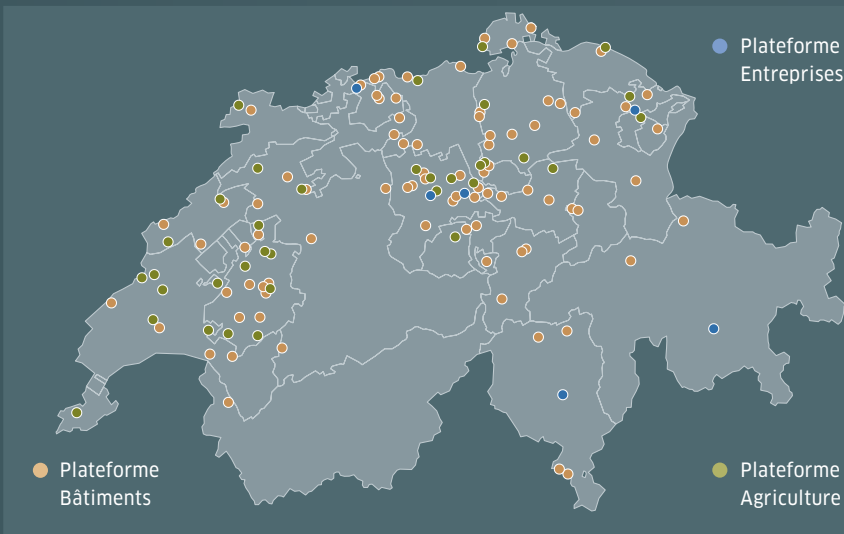 Plateforme
Entreprises
Plateforme
Bâtiments
Plateforme
Agriculture